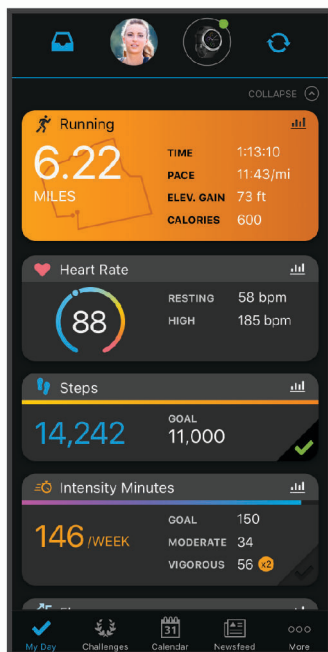 COLLAPSE
Running
6.22
MILES
TIME 1:13:10
PACE 11:43/mi
ELEV. GAIN 73 ft
CALORIES 600
Heart Rate
88
RESTING 58 bpm
HIGH 185 bpm
Steps
14,242
GOAL
11,000
Intensity Minutes
146 /WEEK
GOAL 150
MODERATE 34
VIGOROUS 56 x2
My Day Challenges 31 Calendar Newsfeed More